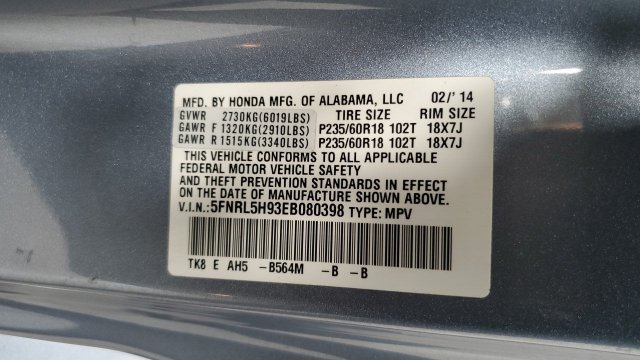 MFD. BY HONDA MFG. OF ALABAMA, LLC 02/'14
GVWR 2730KG(6019LBS) TIRE SIZE RIM SIZE
GAWR F 1320KG(2910LBS) P235/60R18 102T 18X7J
GAWR R 1515KG(3340LBS) P235/60R18 102T 18X7J
THIS VEHICLE CONFORMS TO ALL APPLICABLE
FEDERAL MOTOR VEHICLE SAFETY
AND THEFT PREVENTION STANDARDS IN EFFECT
ON THE DATE OF MANUFACTURE SHOWN ABOVE.
V.I.N.:5FNRL5H93EB080398 TYPE: MPV
TK8 E AH5 -B564M -B -B